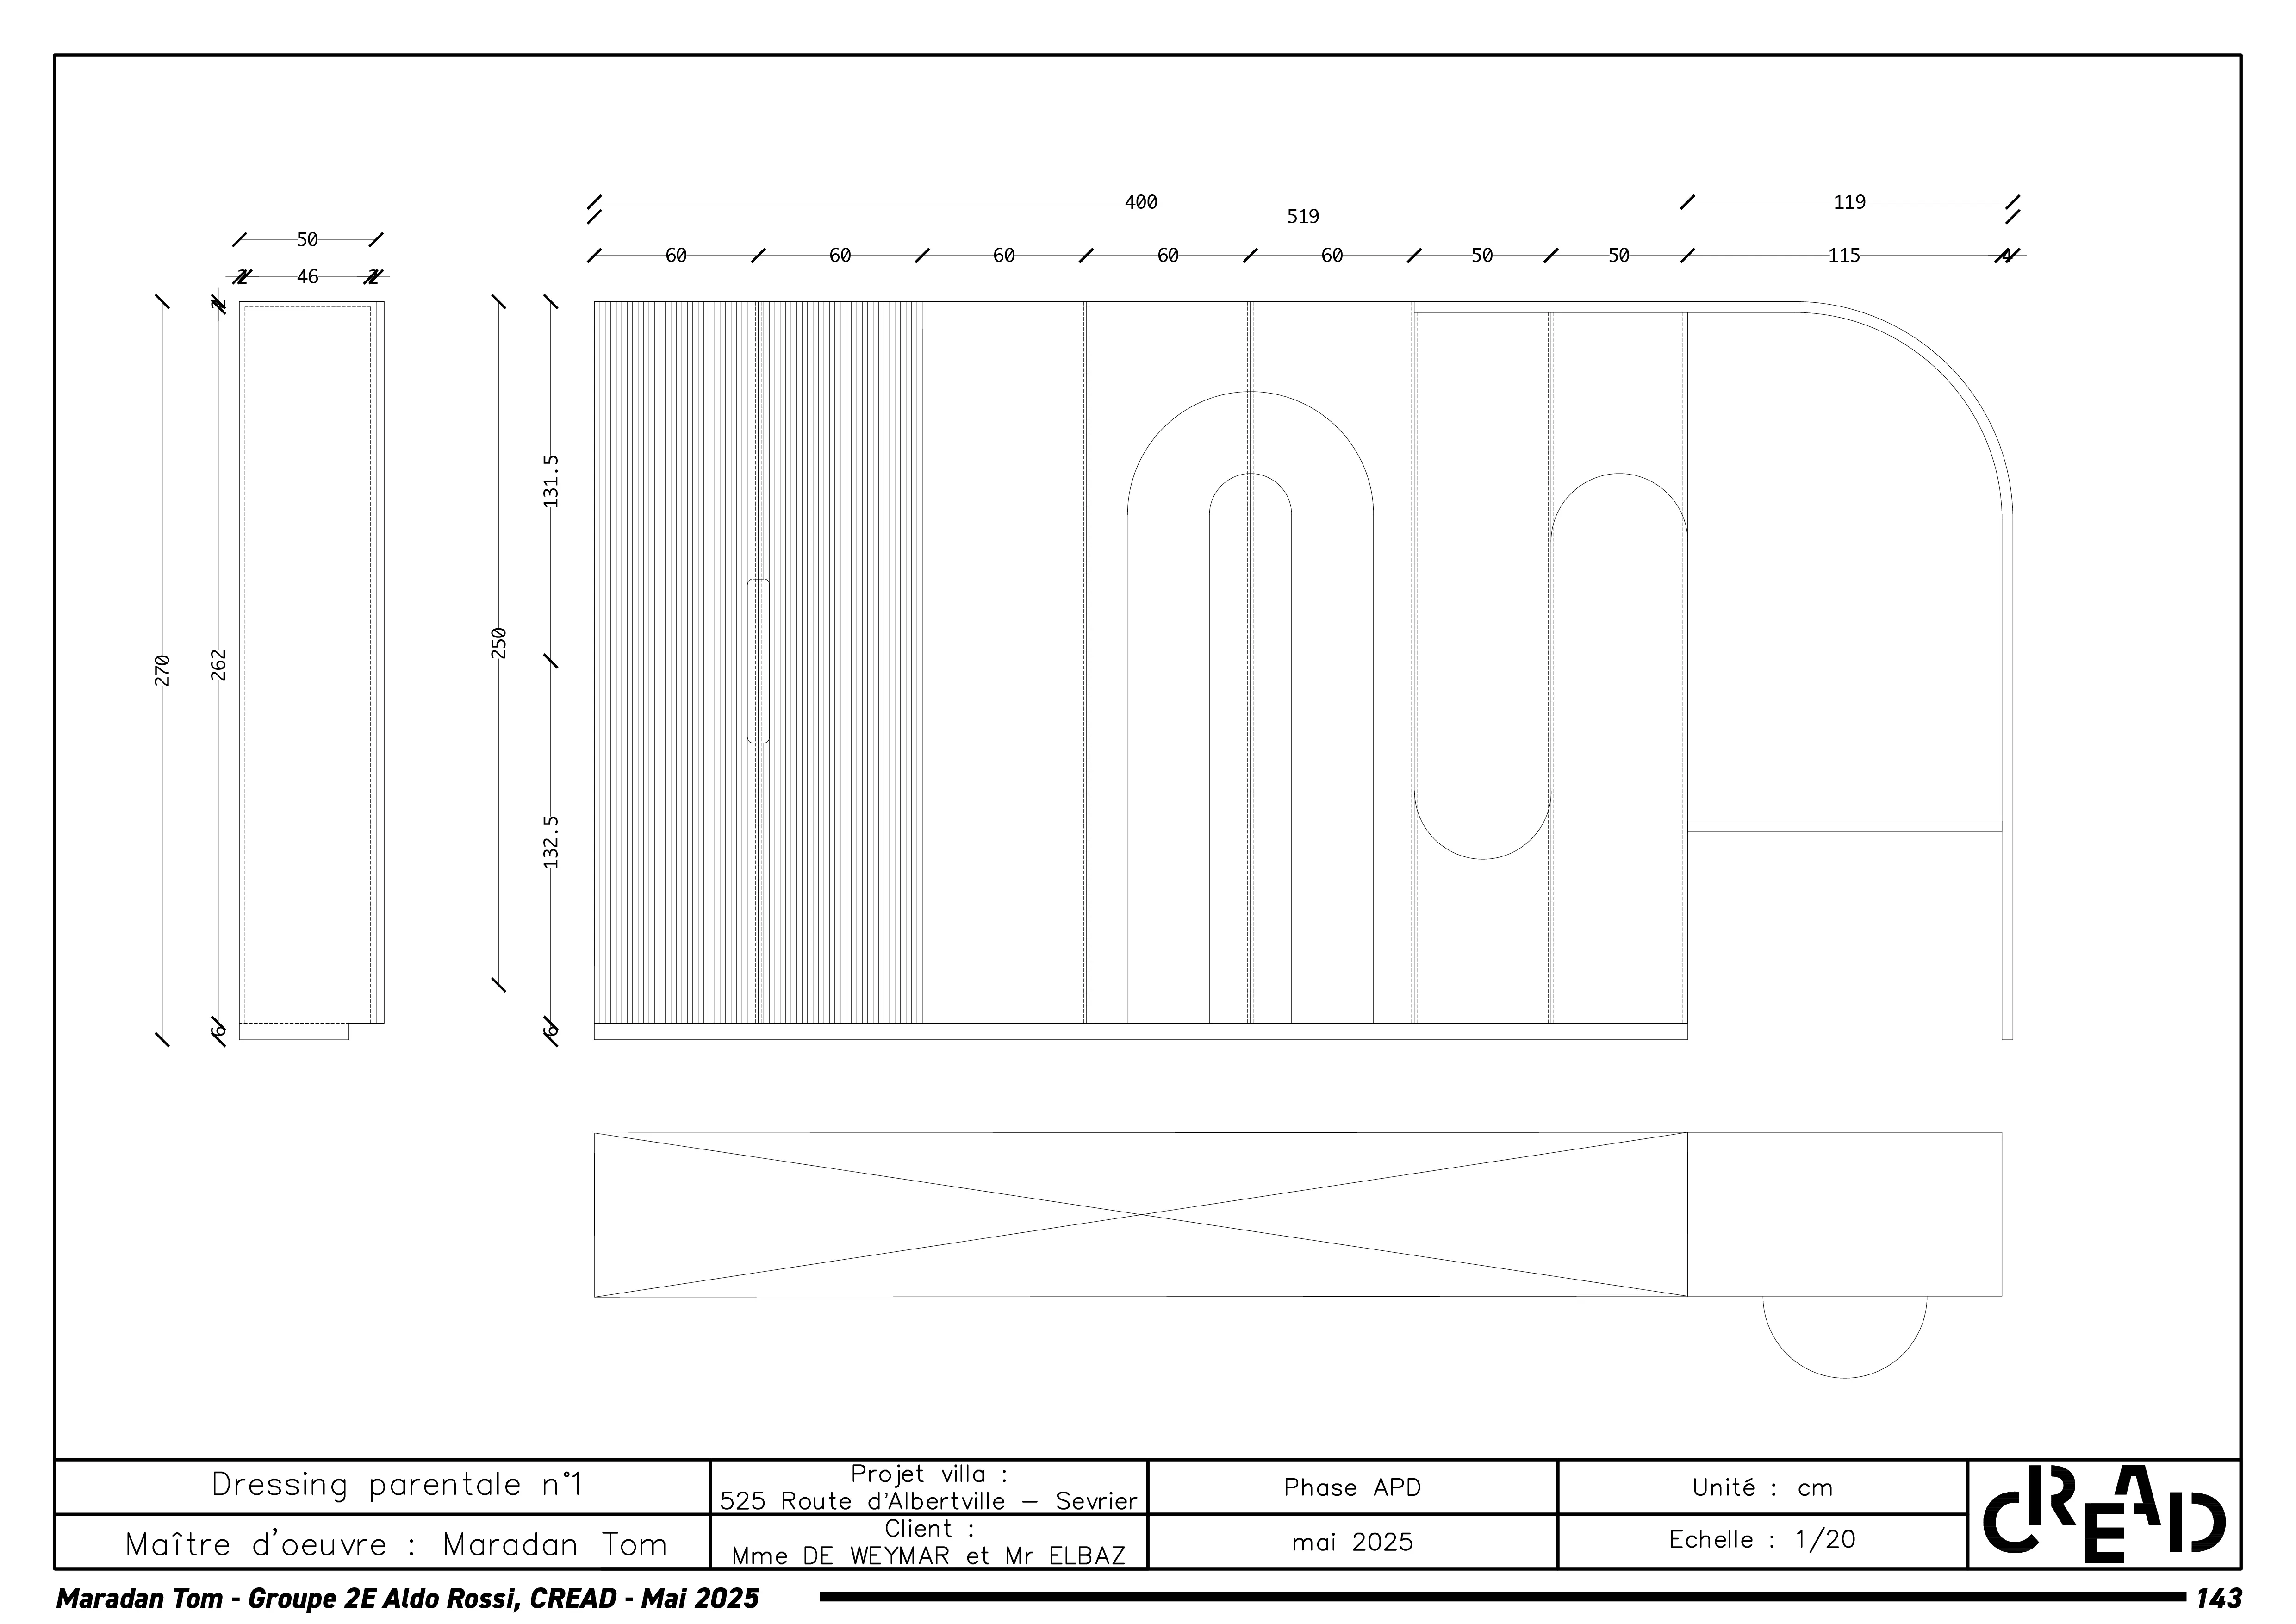 400
119
519
50
60
60
60
60
60
50
50
115
4
2
46
2
2
131.5
250
262
270
132.5
6
6
Dressing parentale n°1
Projet villa :
525 Route d'Albertville – Sevrier
Phase APD
Unité : cm
Maître d'oeuvre : Maradan Tom
Client :
Mme DE WEYMAR et Mr ELBAZ
mai 2025
Echelle : 1/20
CREAD
Maradan Tom - Groupe 2E Aldo Rossi, CREAD - Mai 2025
143